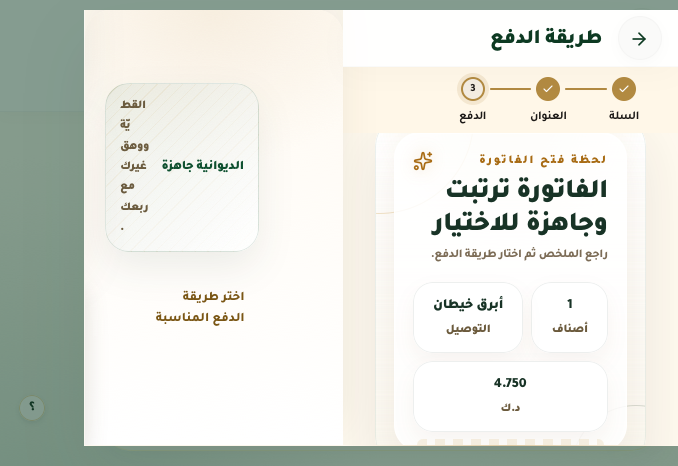 طريقة الدفع
3
السلة
العنوان
الدفع
لحظة فتح الفاتورة
الفاتورة ترتبت
وجاهزة للاختيار
راجع الملخص ثم اختار طريقة الدفع.
1
أصناف
أبرق خيطان
التوصيل
4.750
د.ك
الديوانية جاهزة
القط
يّة
ووهق
غيرك
مع
ربعك
.
اختر طريقة
الدفع المناسبة
؟